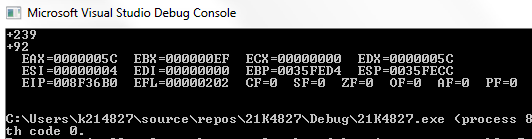 Microsoft Visual Studio Debug Console
+239
+92
EAX=0000005C EBX=000000EF ECX=00000000 EDX=0000005C
ESI=00000004 EDI=00000000 EBP=0035FED4 ESP=0035FECC
EIP=008F36B0 EFL=00000202 CF=0 SF=0 ZF=0 OF=0 AF=0 PF=0
C:\Users\k214827\source\repos\21K4827\Debug\21K4827.exe (process 8
th code 0.